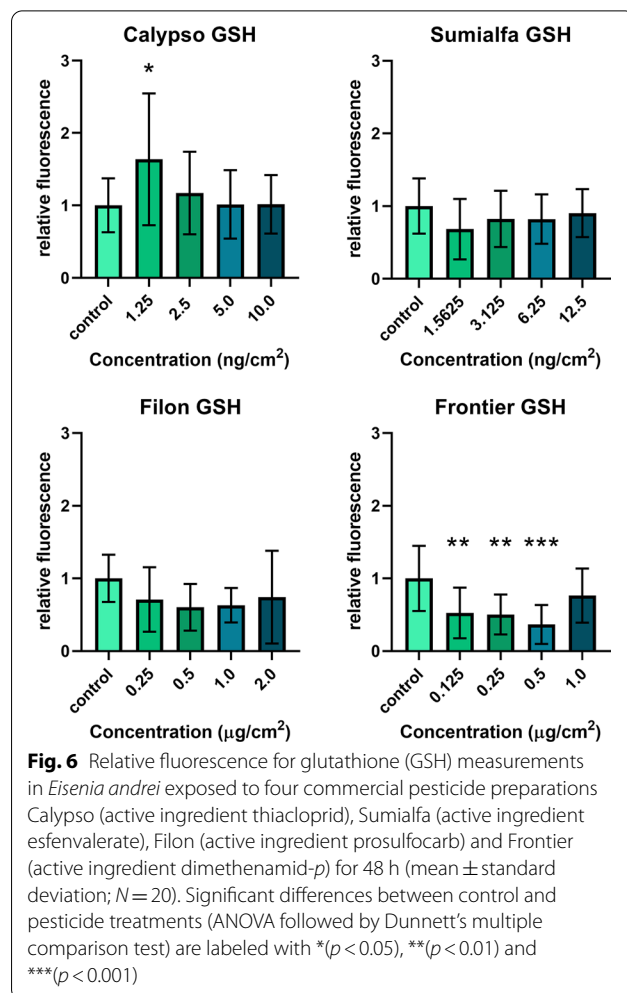 Calypso GSH
relative fluorescence
3
2
1
0
*
control
1.25
2.5
5.0
10.0
Concentration (ng/cm²)
Sumialfa GSH
relative fluorescence
3
2
1
0
control
1.5625
3.125
6.25
12.5
Concentration (ng/cm²)
Filon GSH
relative fluorescence
3
2
1
0
control
0.25
0.5
1.0
2.0
Concentration (μg/cm²)
Frontier GSH
relative fluorescence
3
2
1
0
** ** ***
control
0.125
0.25
0.5
1.0
Concentration (μg/cm²)
Fig. 6 Relative fluorescence for glutathione (GSH) measurements
in Eisenia andrei exposed to four commercial pesticide preparations
Calypso (active ingredient thiacloprid), Sumialfa (active ingredient
esfenvalerate), Filon (active ingredient prosulfocarb) and Frontier
(active ingredient dimethenamid-p) for 48 h (mean ± standard
deviation; N = 20). Significant differences between control and
pesticide treatments (ANOVA followed by Dunnett's multiple
comparison test) are labeled with *(p < 0.05), **(p < 0.01) and
***(p < 0.001)